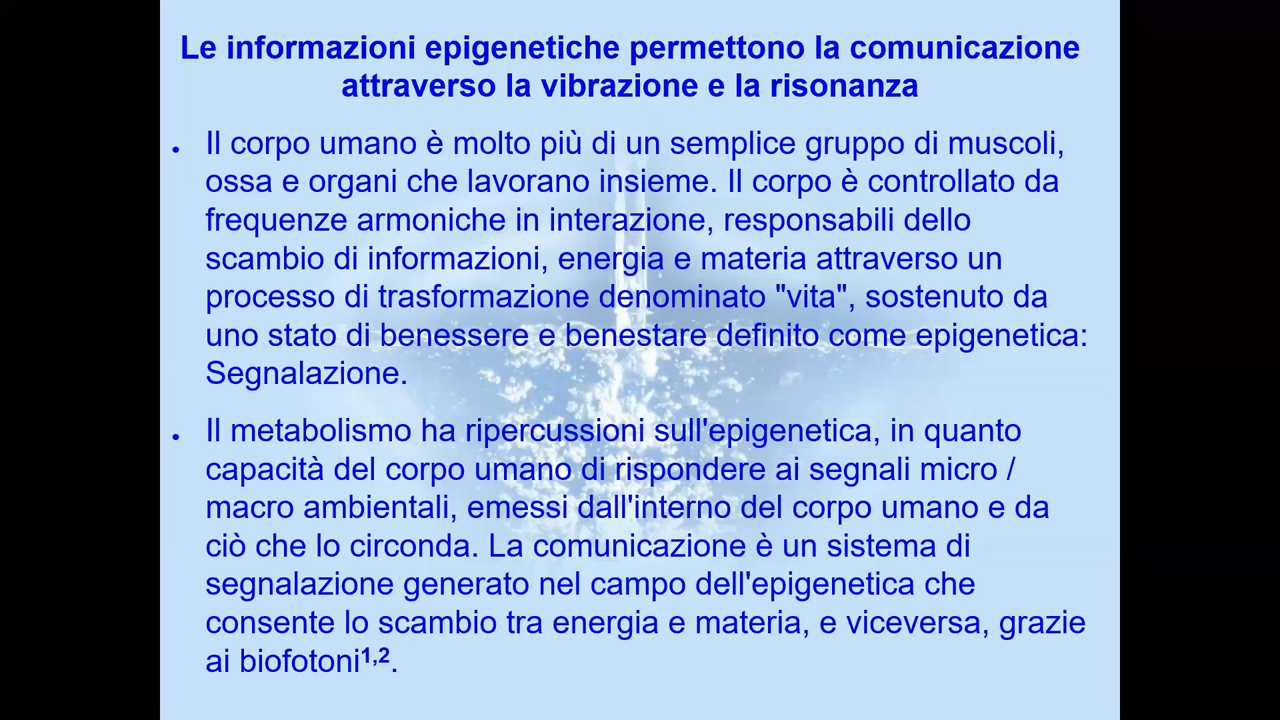 Le informazioni epigenetiche permettono la comunicazione
attraverso la vibrazione e la risonanza
• Il corpo umano è molto più di un semplice gruppo di muscoli,
ossa e organi che lavorano insieme. Il corpo è controllato da
frequenze armoniche in interazione, responsabili dello
scambio di informazioni, energia e materia attraverso un
processo di trasformazione denominato "vita", sostenuto da
uno stato di benessere e benestare definito come epigenetica:
Segnalazione.
• Il metabolismo ha ripercussioni sull'epigenetica, in quanto
capacità del corpo umano di rispondere ai segnali micro /
macro ambientali, emessi dall'interno del corpo umano e da
ciò che lo circonda. La comunicazione è un sistema di
segnalazione generato nel campo dell'epigenetica che
consente lo scambio tra energia e materia, e viceversa, grazie
ai biofotoni1,2.